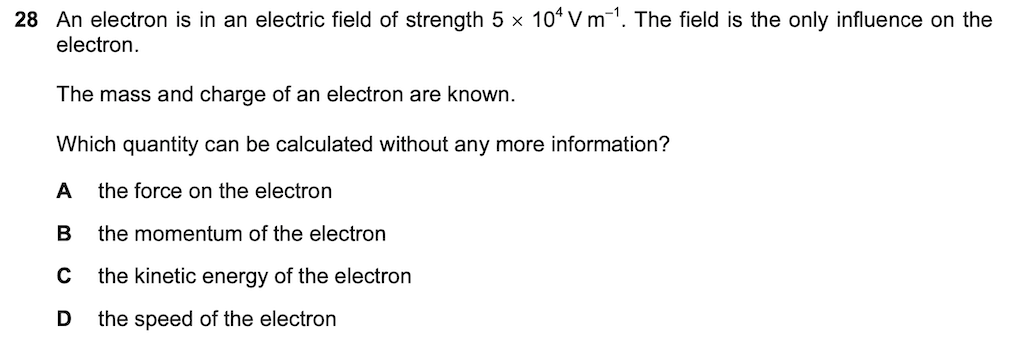 28 An electron is in an electric field of strength 5 × 10⁴ V m⁻¹. The field is the only influence on the
electron.
The mass and charge of an electron are known.
Which quantity can be calculated without any more information?
A the force on the electron
B the momentum of the electron
C the kinetic energy of the electron
D the speed of the electron